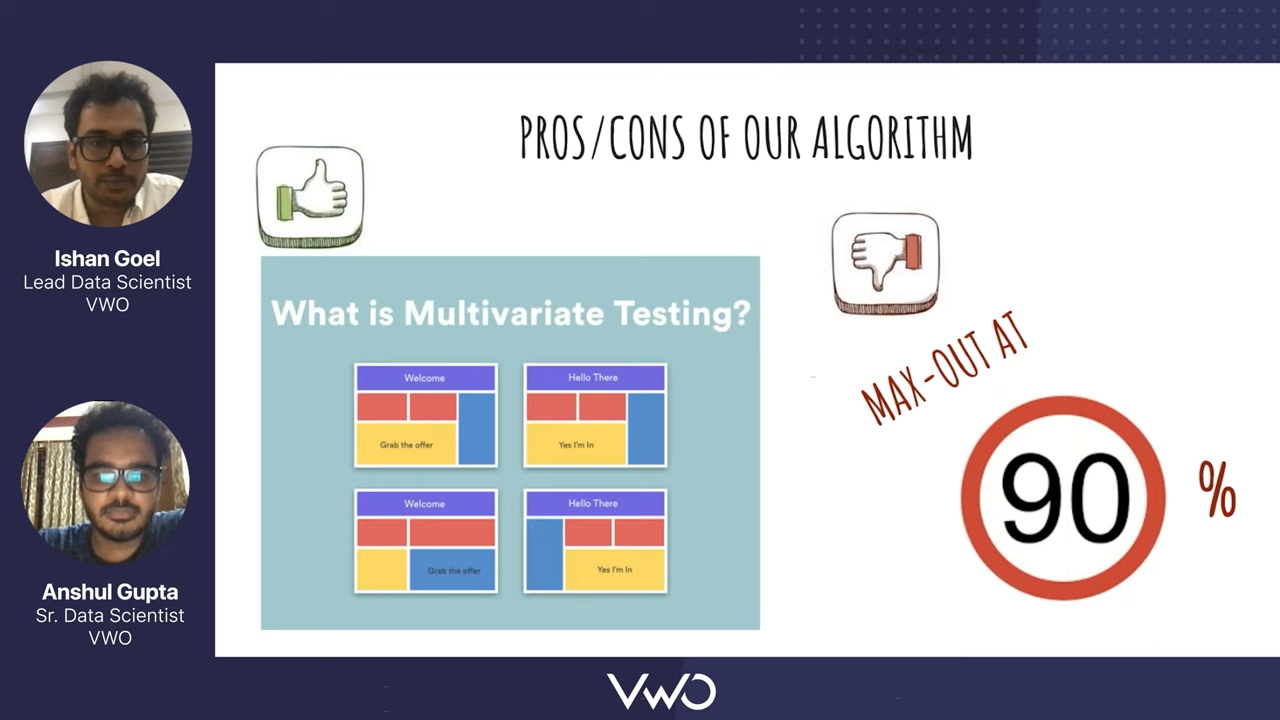 Ishan Goel
Lead Data Scientist
VWO
Anshul Gupta
Sr. Data Scientist
VWO
PROS/CONS OF OUR ALGORITHM
What is Multivariate Testing?
Welcome
Grab the offer
Hello There
Yes I'm In
Welcome
Grab the offer
Hello There
Yes I'm In
MAX-OUT AT
90 %
VWO